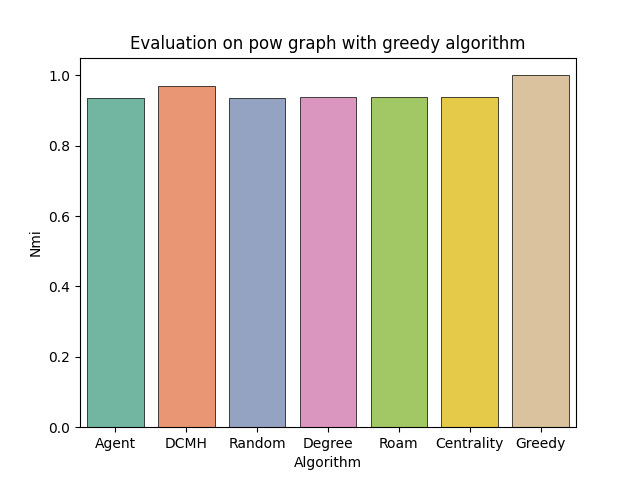 Evaluation on pow graph with greedy algorithm
1.0
0.8
0.6
0.4
0.2
0.0
Nmi
Agent DCMH Random Degree Roam Centrality Greedy
Algorithm